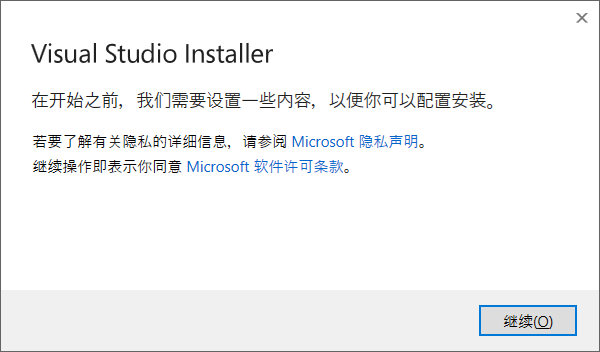 Visual Studio Installer
在开始之前，我们需要设置一些内容，以便你可以配置安装。
若要了解有关隐私的详细信息，请参阅 Microsoft 隐私声明。
继续操作即表示你同意 Microsoft 软件许可条款。
继续(O)